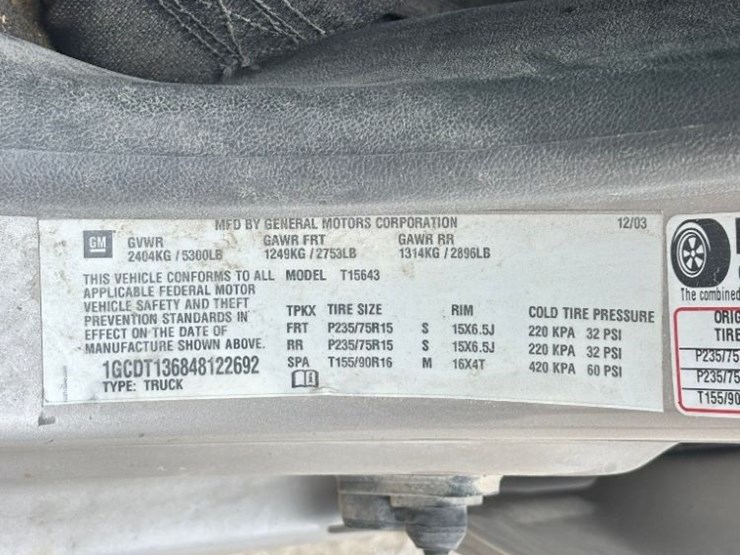 MFD BY GENERAL MOTORS CORPORATION 12/03
GM
GVWR GAWR FRT GAWR RR
2404KG / 5300LB 1249KG / 2753LB 1314KG / 2896LB
THIS VEHICLE CONFORMS TO ALL MODEL T15643
APPLICABLE FEDERAL MOTOR
VEHICLE SAFETY AND THEFT
PREVENTION STANDARDS IN
EFFECT ON THE DATE OF
MANUFACTURE SHOWN ABOVE.
1GCDT136848122692
TYPE: TRUCK
TPKX TIRE SIZE RIM COLD TIRE PRESSURE
FRT P235/75R15 S 15X6.5J 220 KPA 32 PSI
RR P235/75R15 S 15X6.5J 220 KPA 32 PSI
SPA T155/90R16 M 16X4T 420 KPA 60 PSI
The combined
ORIG
TIRE
P235/75
P235/75
T155/90